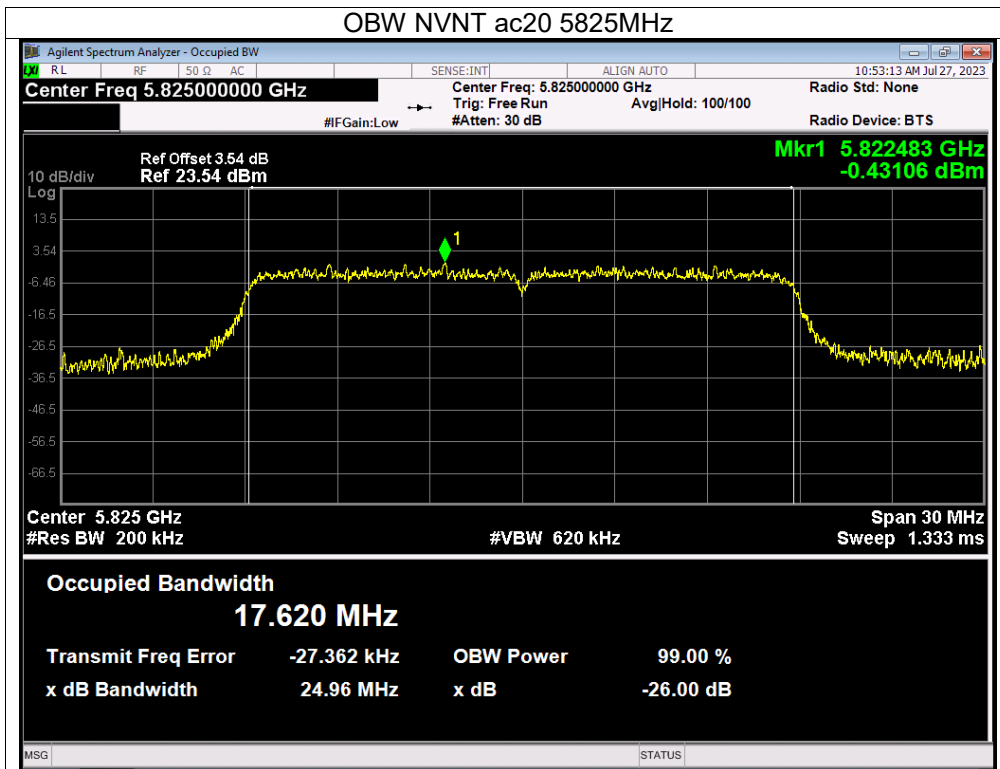 OBW NVNT ac20 5825MHz
Agilent Spectrum Analyzer - Occupied BW
LXI RL RF 50 Ω AC SENSE:INT ALIGN AUTO 10:53:13 AM Jul 27, 2023
Center Freq 5.825000000 GHz Center Freq: 5.825000000 GHz Radio Std: None
Trig: Free Run Avg|Hold: 100/100
#IFGain:Low #Atten: 30 dB Radio Device: BTS
Mkr1 5.822483 GHz
-0.43106 dBm
Ref Offset 3.54 dB
10 dB/div Ref 23.54 dBm
Log
13.5
1
3.54
-6.46
-16.5
-26.5
-36.5
-46.5
-56.5
-66.5
Center 5.825 GHz Span 30 MHz
#Res BW 200 kHz #VBW 620 kHz Sweep 1.333 ms
Occupied Bandwidth
17.620 MHz
Transmit Freq Error -27.362 kHz OBW Power 99.00 %
x dB Bandwidth 24.96 MHz x dB -26.00 dB
MSG STATUS